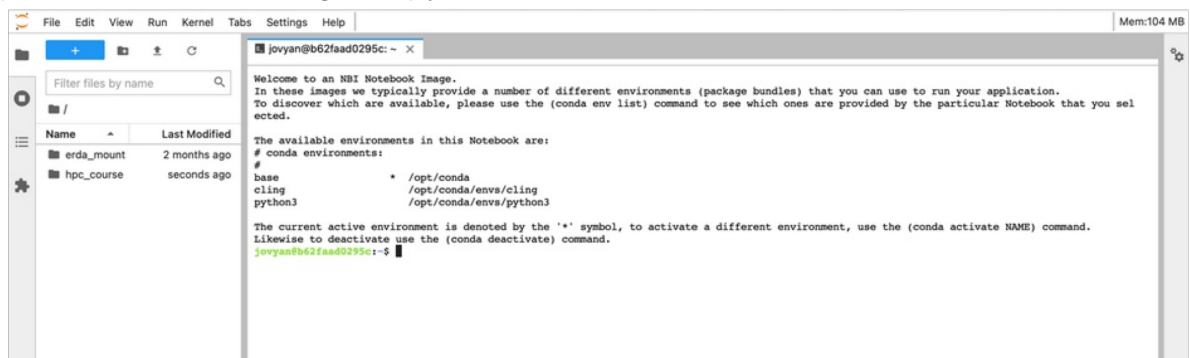 File Edit View Run Kernel Tabs Settings Help Mem:104 MB
+ jovyan@b62faad0295c: ~ ×
Filter files by name
/
Name Last Modified
erda_mount 2 months ago
hpc_course seconds ago
Welcome to an NBI Notebook Image.
In these images we typically provide a number of different environments (package bundles) that you can use to run your application.
To discover which are available, please use the (conda env list) command to see which ones are provided by the particular Notebook that you sel
ected.
The available environments in this Notebook are:
# conda environments:
#
base * /opt/conda
cling /opt/conda/envs/cling
python3 /opt/conda/envs/python3
The current active environment is denoted by the '*' symbol, to activate a different environment, use the (conda activate NAME) command.
Likewise to deactivate use the (conda deactivate) command.
jovyan@b62faad0295c:~$